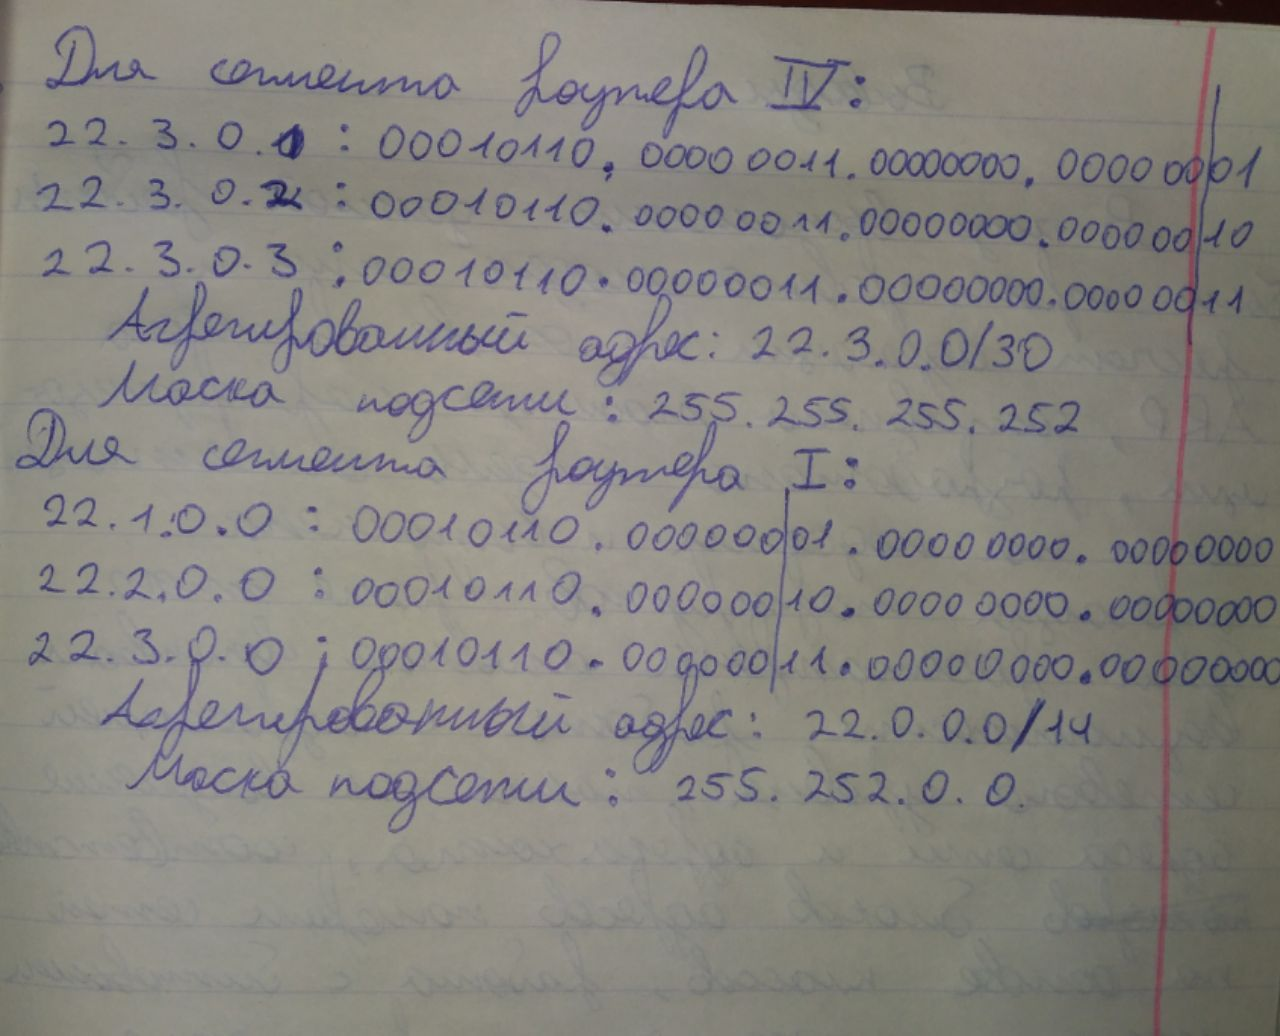 Для сегмента роутера IV:
22.3.0.1 : 00010110.00000011.00000000.00000001
22.3.0.2 : 00010110.00000011.00000000.00000010
22.3.0.3 : 00010110.00000011.00000000.00000011
Агрегированный адрес: 22.3.0.0/30
Маска подсети: 255.255.255.252
Для сегмента роутера I:
22.1.0.0 : 00010110.00000001.00000000.00000000
22.2.0.0 : 00010110.00000010.00000000.00000000
22.3.0.0 : 00010110.00000011.00000000.00000000
Агрегированный адрес: 22.0.0.0/14
Маска подсети: 255.252.0.0.